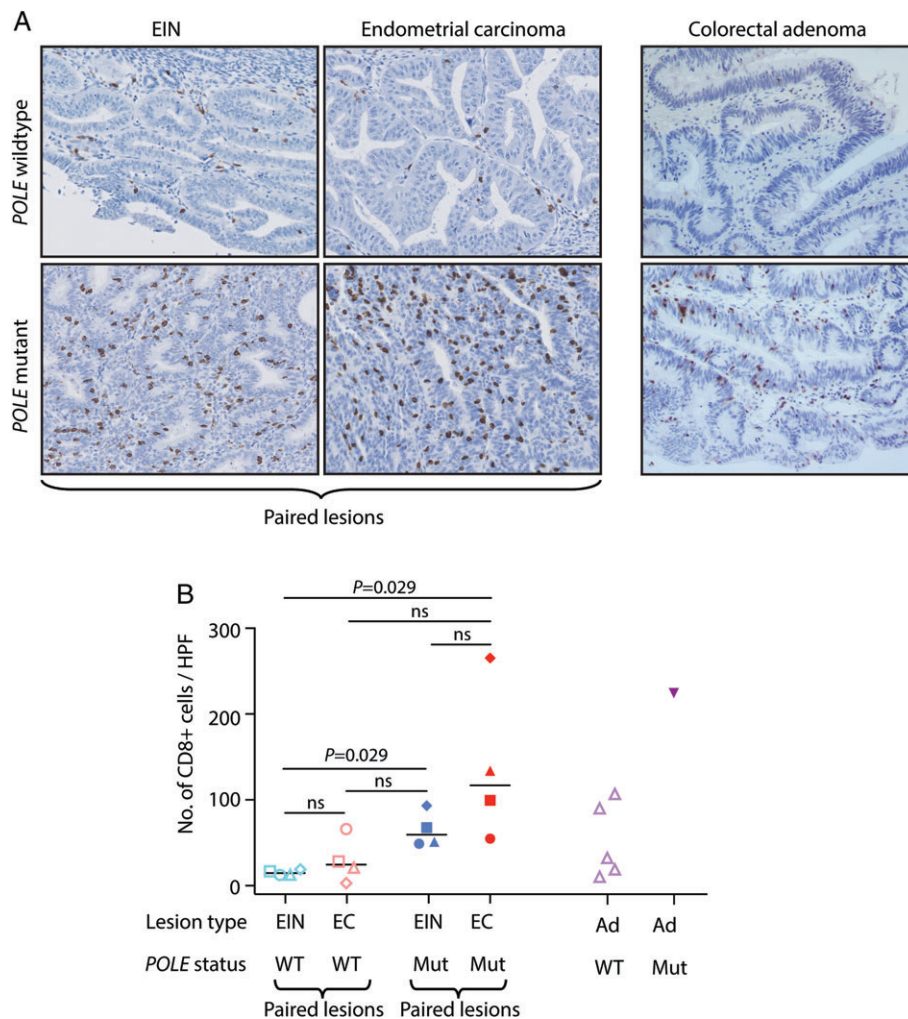 A
EIN
Endometrial carcinoma
Colorectal adenoma
POLE wildtype
POLE mutant
Paired lesions
B
No. of CD8+ cells / HPF
P=0.029
ns
ns
300
200
P=0.029
ns
ns
100
0
Lesion type EIN EC EIN EC Ad Ad
POLE status WT WT Mut Mut WT Mut
Paired lesions Paired lesions